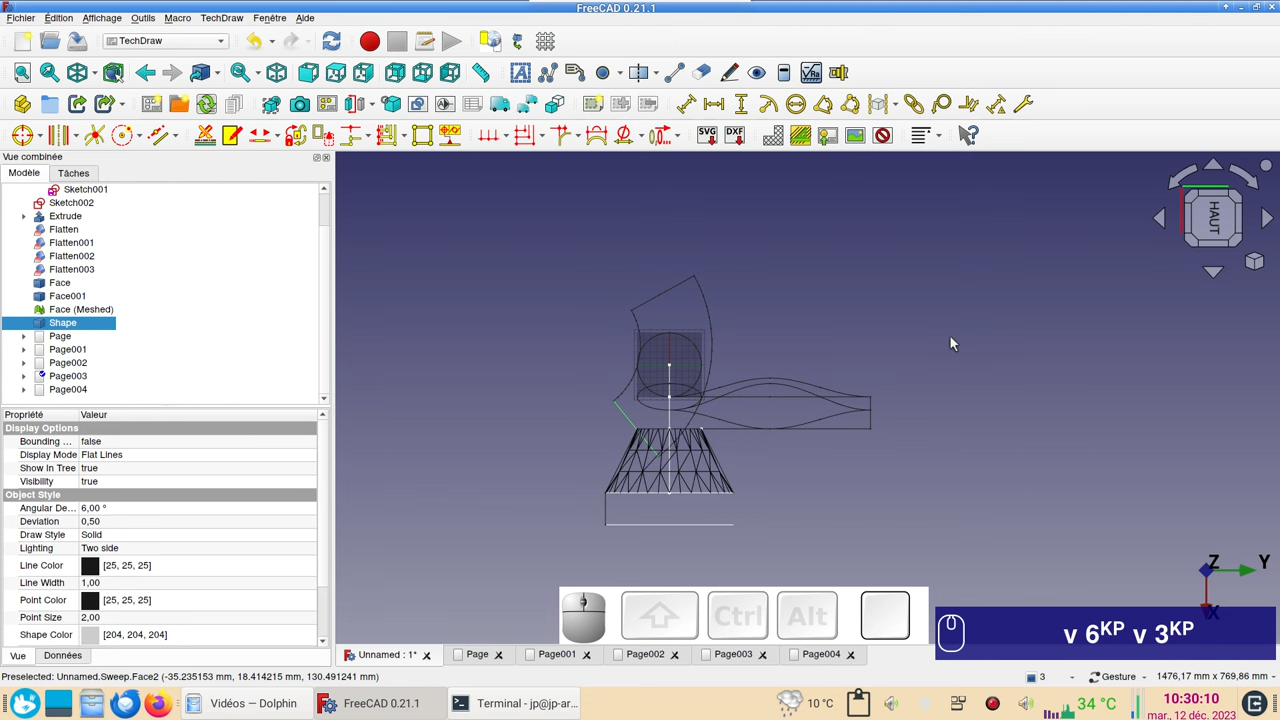 FreeCAD 0.21.1
Fichier Édition Affichage Outils Macro TechDraw Fenêtre Aide
TechDraw
SVG DXF
Vue combinée
Modèle Tâches
Sketch001
Sketch002
Extrude
Flatten
Flatten001
Flatten002
Flatten003
Face
Face001
Face (Meshed)
Shape
Page
Page001
Page002
Page003
Page004
Propriété Valeur
Display Options
Bounding ... false
Display Mode Flat Lines
Show In Tree true
Visibility true
Object Style
Angular De... 6,00 °
Deviation 0,50
Draw Style Solid
Lighting Two side
Line Color [25, 25, 25]
Line Width 1,00
Point Color [25, 25, 25]
Point Size 2,00
Shape Color [204, 204, 204]
Vue Données
HAUT
Z Y
X
Ctrl Alt
v 6KP v 3KP
Unnamed : 1* Page Page001 Page002 Page003 Page004
Preselected: Unnamed.Sweep.Face2 (-35.235153 mm, 18.414215 mm, 130.491241 mm)
3 Gesture 1476,17 mm x 769,86 mm
Vidéos — Dolphin FreeCAD 0.21.1 Terminal - jp@jp-ar... 10 °C 34 °C 10:30:10
mar., 12 déc. 2023